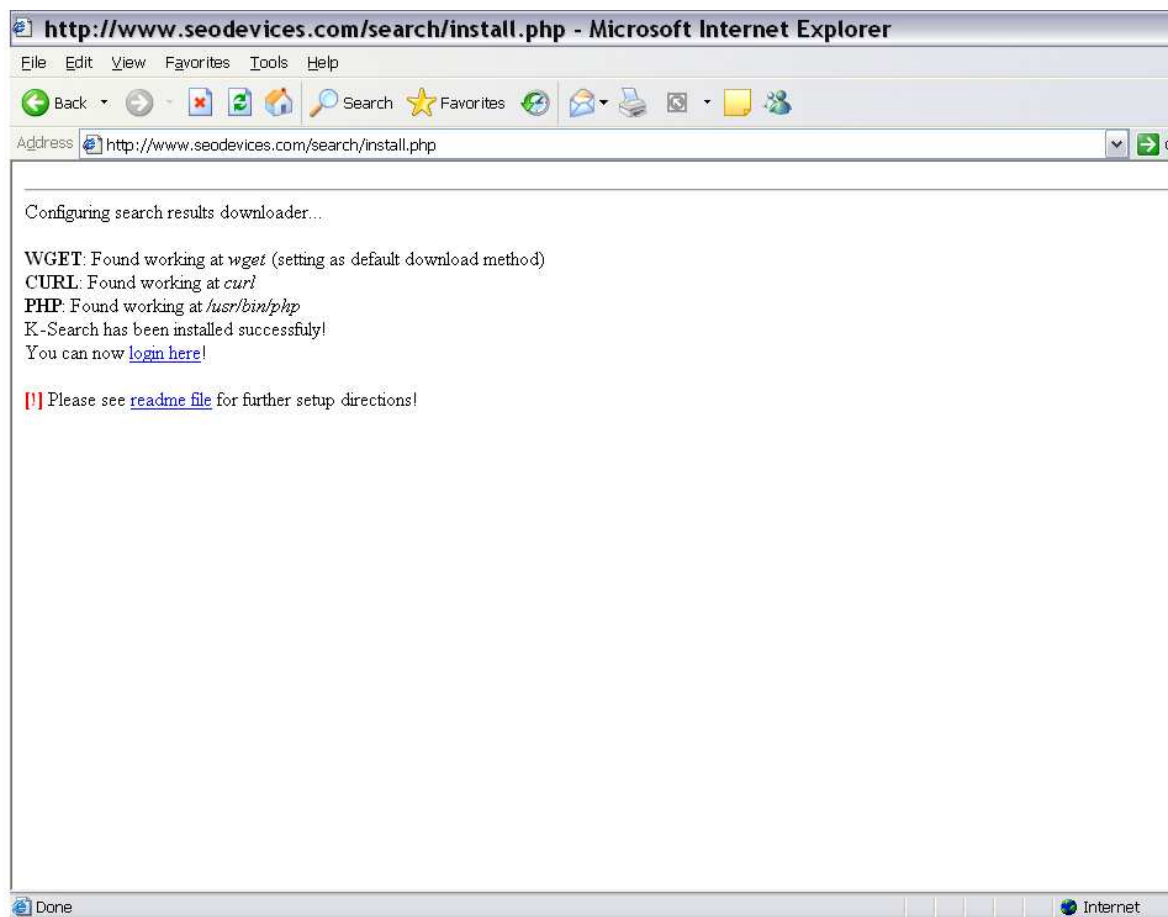 http://www.seodevices.com/search/install.php - Microsoft Internet Explorer
File Edit View Favorites Tools Help
Back Search Favorites
Address http://www.seodevices.com/search/install.php
Configuring search results downloader...
WGET: Found working at wget (setting as default download method)
CURL: Found working at curl
PHP: Found working at /usr/bin/php
K-Search has been installed successfuly!
You can now login here!
[!] Please see readme file for further setup directions!
Done Internet